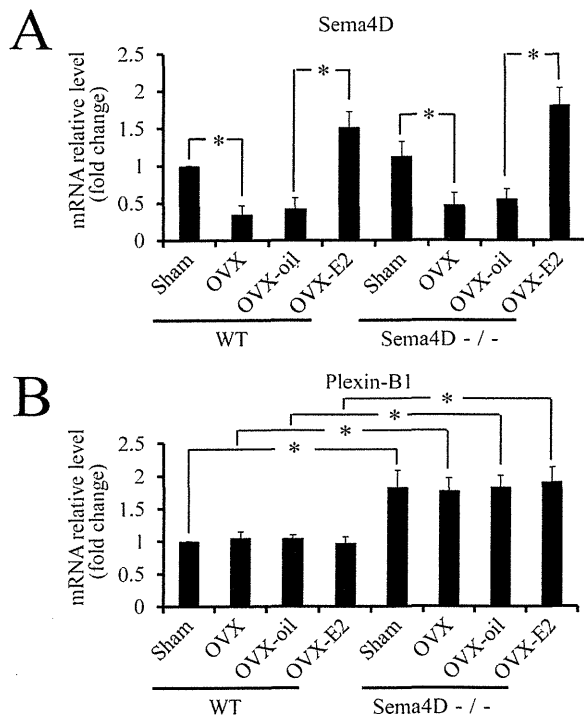 A
Sema4D
mRNA relative level
(fold change)
2.5
2
1.5
1
0.5
0
*
*
*
*
Sham
OVX
OVX-oil
OVX-E2
Sham
OVX
OVX-oil
OVX-E2
WT
Sema4D - / -
B
Plexin-B1
mRNA relative level
(fold change)
2.5
2
1.5
1
0.5
0
*
*
*
*
Sham
OVX
OVX-oil
OVX-E2
Sham
OVX
OVX-oil
OVX-E2
WT
Sema4D -/-